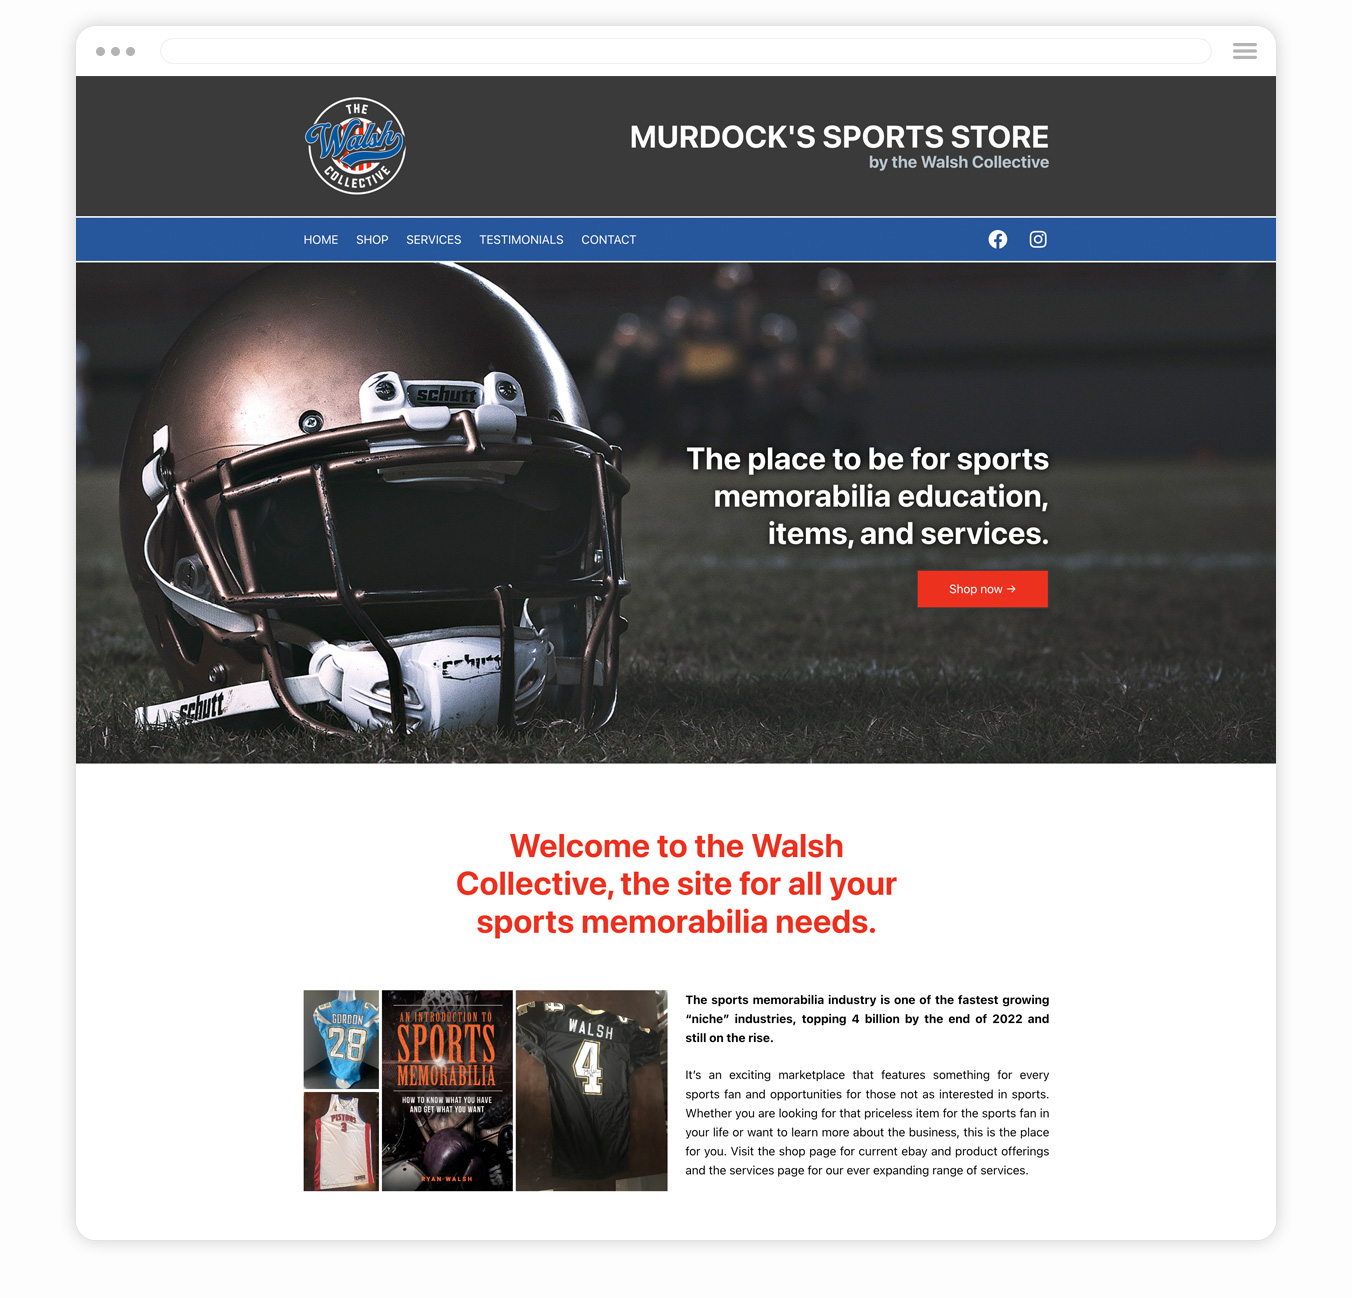 THE
Walsh
COLLECTIVE
MURDOCK'S SPORTS STORE
by the Walsh Collective
HOME SHOP SERVICES TESTIMONIALS CONTACT
schutt
schutt
schutt
The place to be for sports
memorabilia education,
items, and services.
Shop now →
Welcome to the Walsh
Collective, the site for all your
sports memorabilia needs.
GORDON
28
PISTONS
3
AN INTRODUCTION TO
SPORTS
MEMORABILIA
HOW TO KNOW WHAT YOU HAVE
AND GET WHAT YOU WANT
RYAN WALSH
WALSH
4
The sports memorabilia industry is one of the fastest growing
“niche” industries, topping 4 billion by the end of 2022 and
still on the rise.
It’s an exciting marketplace that features something for every
sports fan and opportunities for those not as interested in sports.
Whether you are looking for that priceless item for the sports fan in
your life or want to learn more about the business, this is the place
for you. Visit the shop page for current ebay and product offerings
and the services page for our ever expanding range of services.